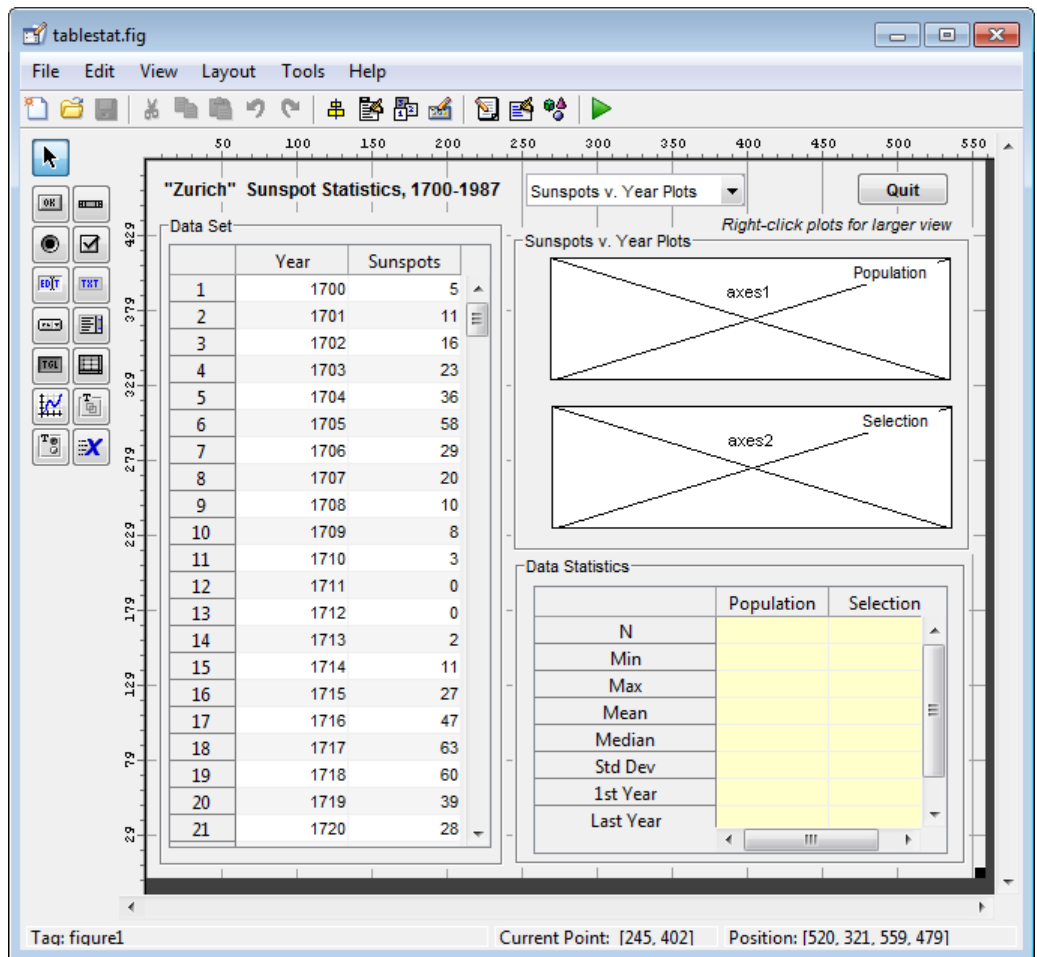 tablestat.fig
File Edit View Layout Tools Help
50 100 150 200 250 300 350 400 450 500 550
OK
EDIT TXT
TGL
429
379
329
279
229
179
129
79
29
"Zurich" Sunspot Statistics, 1700-1987
Sunspots v. Year Plots
Quit
Right-click plots for larger view
Data Set
Year Sunspots
1 1700 5
2 1701 11
3 1702 16
4 1703 23
5 1704 36
6 1705 58
7 1706 29
8 1707 20
9 1708 10
10 1709 8
11 1710 3
12 1711 0
13 1712 0
14 1713 2
15 1714 11
16 1715 27
17 1716 47
18 1717 63
19 1718 60
20 1719 39
21 1720 28
Sunspots v. Year Plots
Population
axes1
Selection
axes2
Data Statistics
Population Selection
N
Min
Max
Mean
Median
Std Dev
1st Year
Last Year
Tag: figure1
Current Point: [245, 402]
Position: [520, 321, 559, 479]